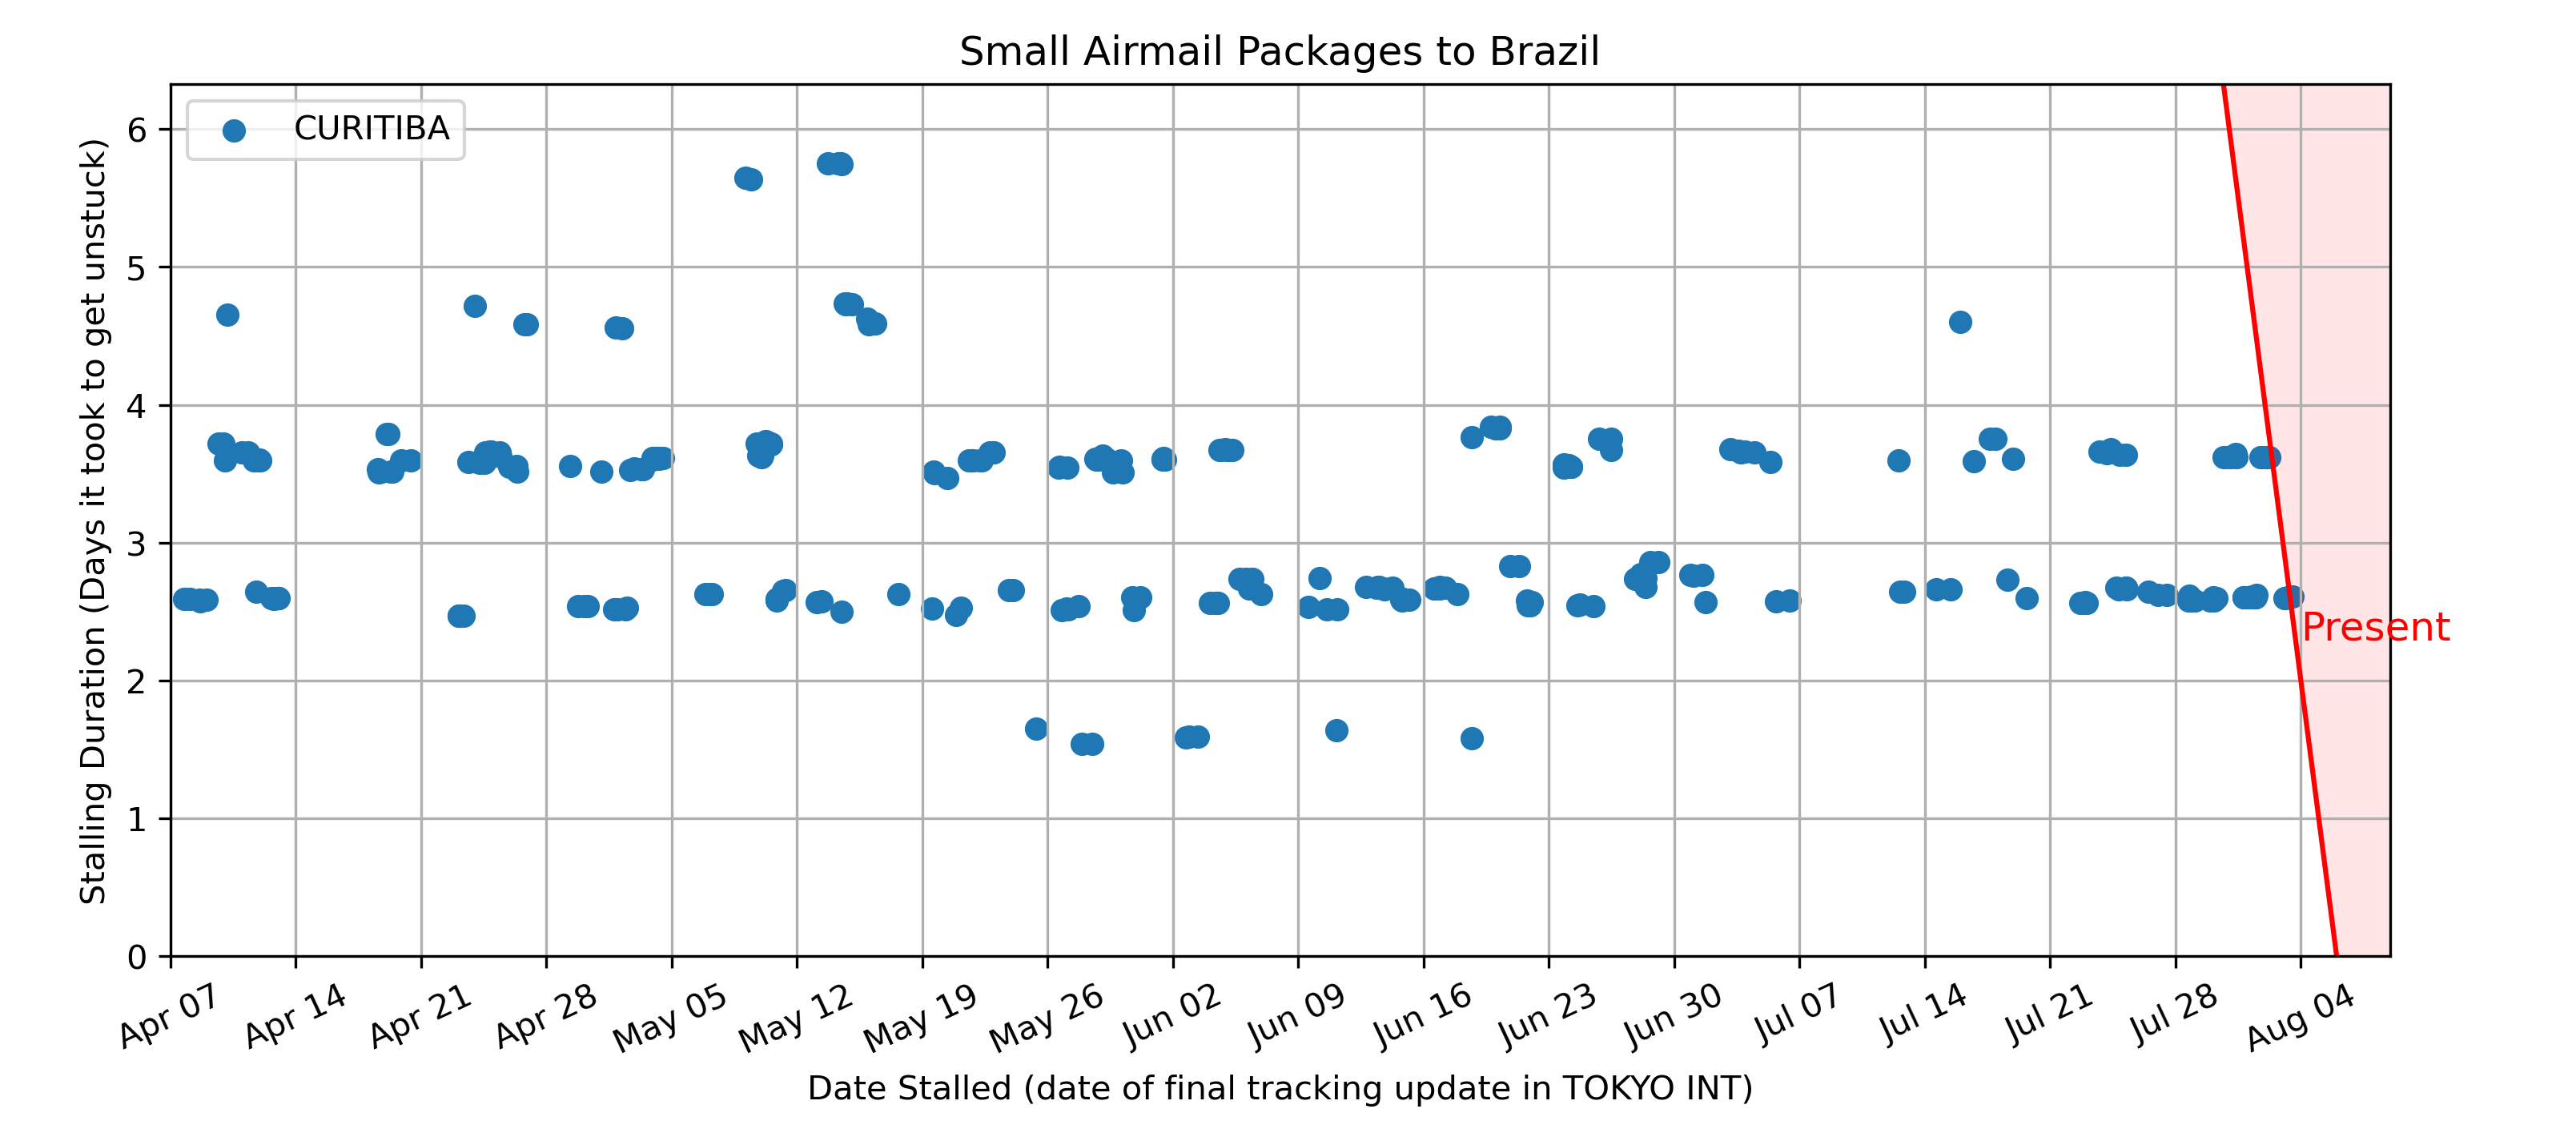 Small Airmail Packages to Brazil
CURITIBA
Stalling Duration (Days it took to get unstuck)
6
5
4
3
2
1
0
Present
Apr 07 Apr 14 Apr 21 Apr 28 May 05 May 12 May 19 May 26 Jun 02 Jun 09 Jun 16 Jun 23 Jun 30 Jul 07 Jul 14 Jul 21 Jul 28 Aug 04
Date Stalled (date of final tracking update in TOKYO INT)